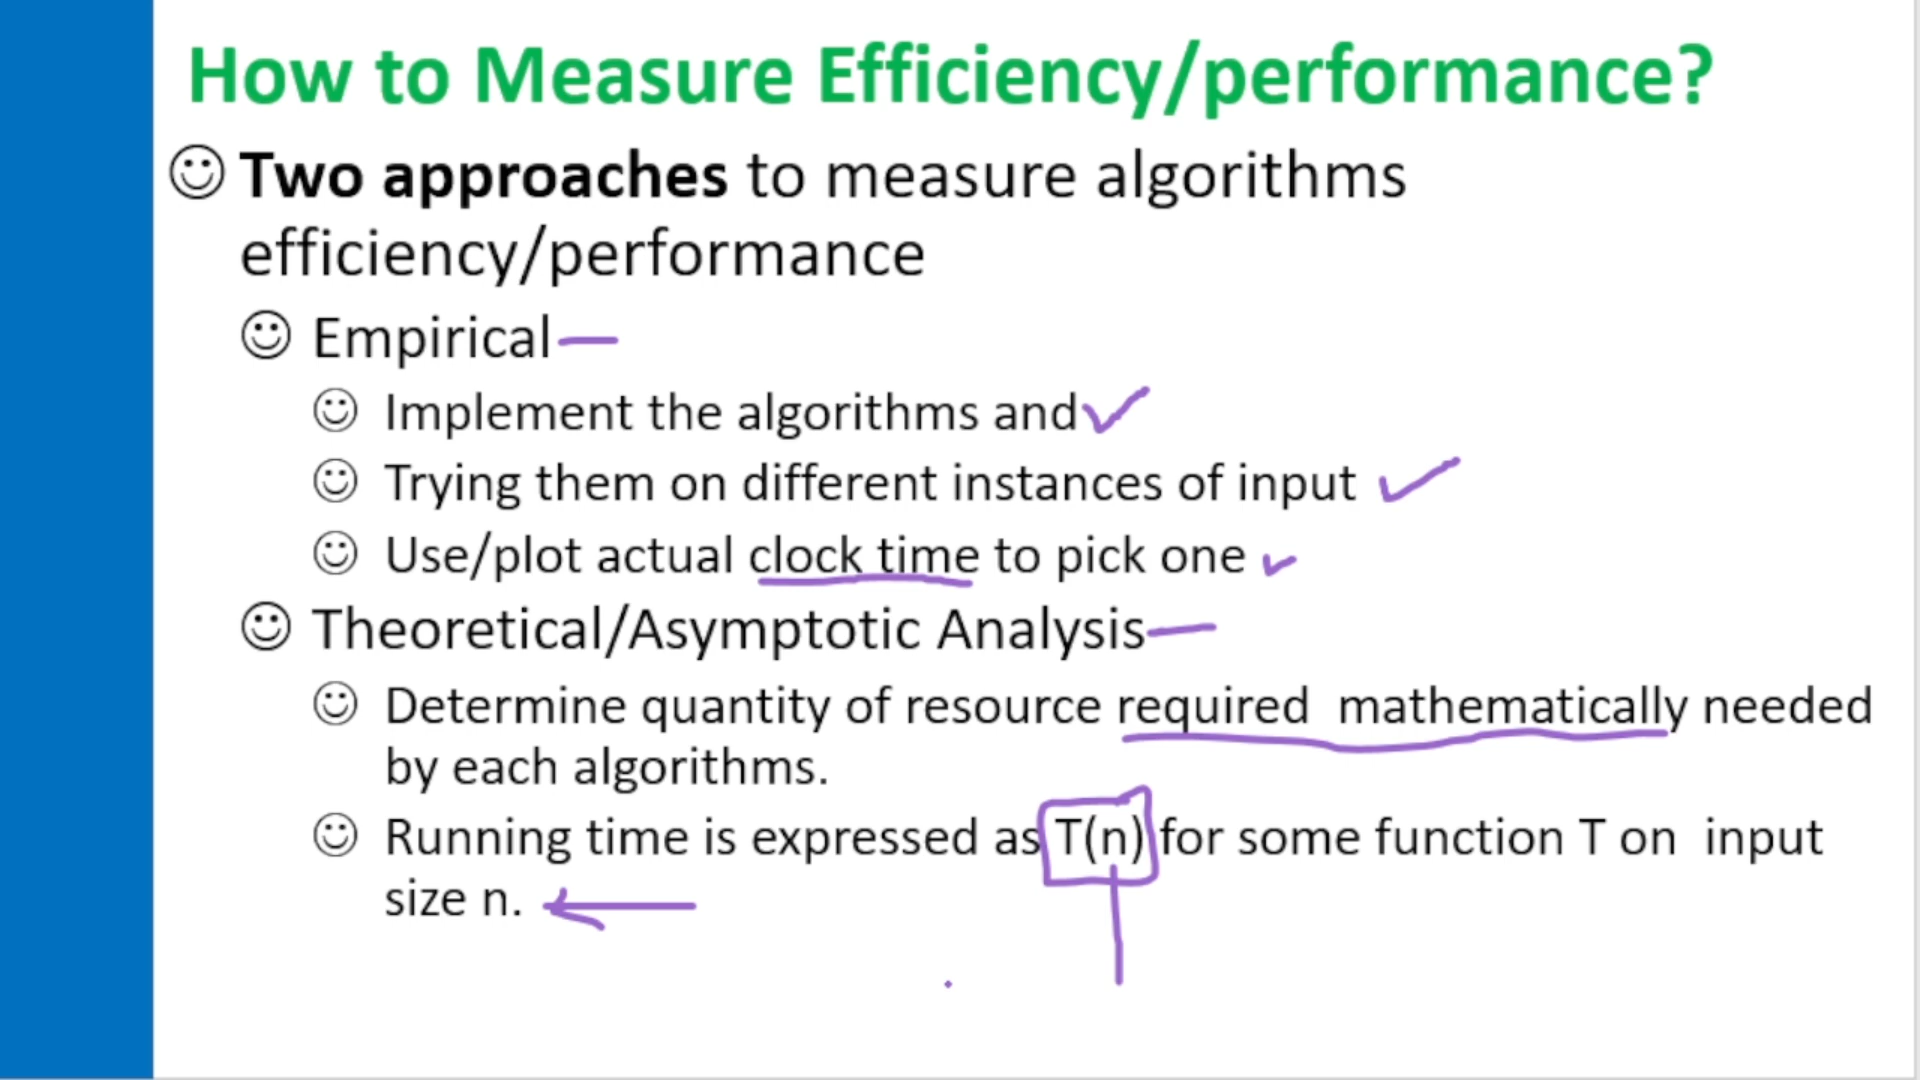 How to Measure Efficiency/performance?
Two approaches to measure algorithms
efficiency/performance
Empirical
Implement the algorithms and
Trying them on different instances of input
Use/plot actual clock time to pick one
Theoretical/Asymptotic Analysis
Determine quantity of resource required mathematically needed
by each algorithms.
Running time is expressed as T(n) for some function T on input
size n.